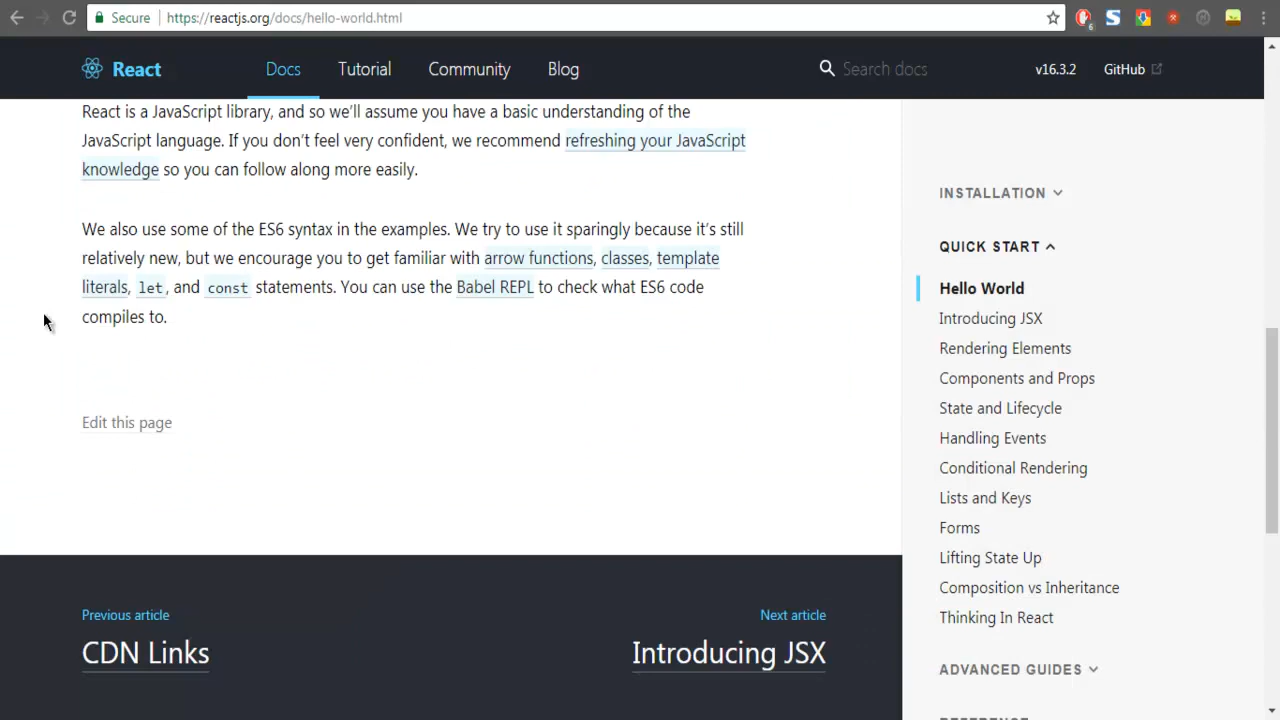 Secure https://reactjs.org/docs/hello-world.html
6
React Docs Tutorial Community Blog Search docs v16.3.2 GitHub
React is a JavaScript library, and so we’ll assume you have a basic understanding of the
JavaScript language. If you don’t feel very confident, we recommend refreshing your JavaScript
knowledge so you can follow along more easily.
We also use some of the ES6 syntax in the examples. We try to use it sparingly because it’s still
relatively new, but we encourage you to get familiar with arrow functions, classes, template
literals, let, and const statements. You can use the Babel REPL to check what ES6 code
compiles to.
Edit this page
Previous article
CDN Links
Next article
Introducing JSX
INSTALLATION
QUICK START
Hello World
Introducing JSX
Rendering Elements
Components and Props
State and Lifecycle
Handling Events
Conditional Rendering
Lists and Keys
Forms
Lifting State Up
Composition vs Inheritance
Thinking In React
ADVANCED GUIDES